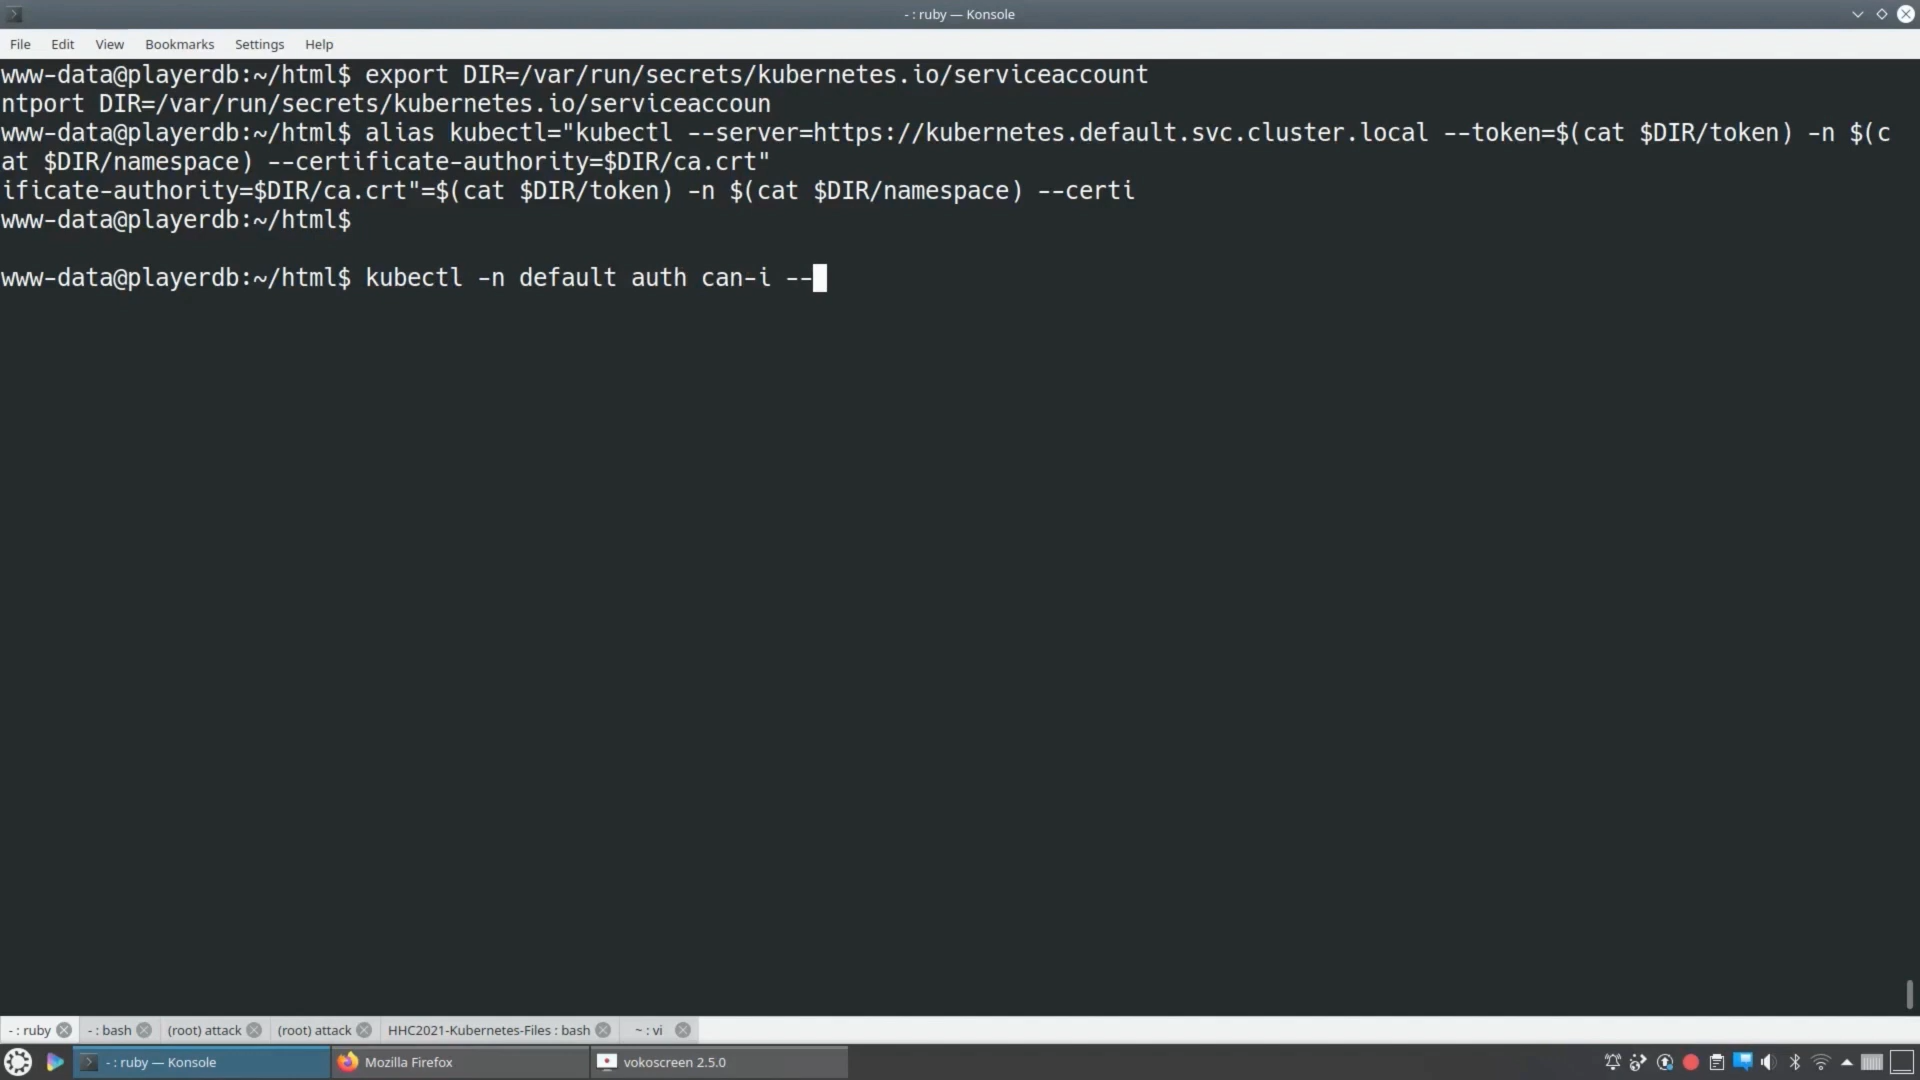 - : ruby — Konsole
File Edit View Bookmarks Settings Help
www-data@playerdb:~/html$ export DIR=/var/run/secrets/kubernetes.io/serviceaccount
ntport DIR=/var/run/secrets/kubernetes.io/serviceaccoun
www-data@playerdb:~/html$ alias kubectl="kubectl --server=https://kubernetes.default.svc.cluster.local --token=$(cat $DIR/token) -n $(c
at $DIR/namespace) --certificate-authority=$DIR/ca.crt"
ificate-authority=$DIR/ca.crt"=$(cat $DIR/token) -n $(cat $DIR/namespace) --certi
www-data@playerdb:~/html$
www-data@playerdb:~/html$ kubectl -n default auth can-i --
- : ruby - : bash (root) attack (root) attack HHC2021-Kubernetes-Files : bash ~ : vi
- : ruby — Konsole Mozilla Firefox vokoscreen 2.5.0